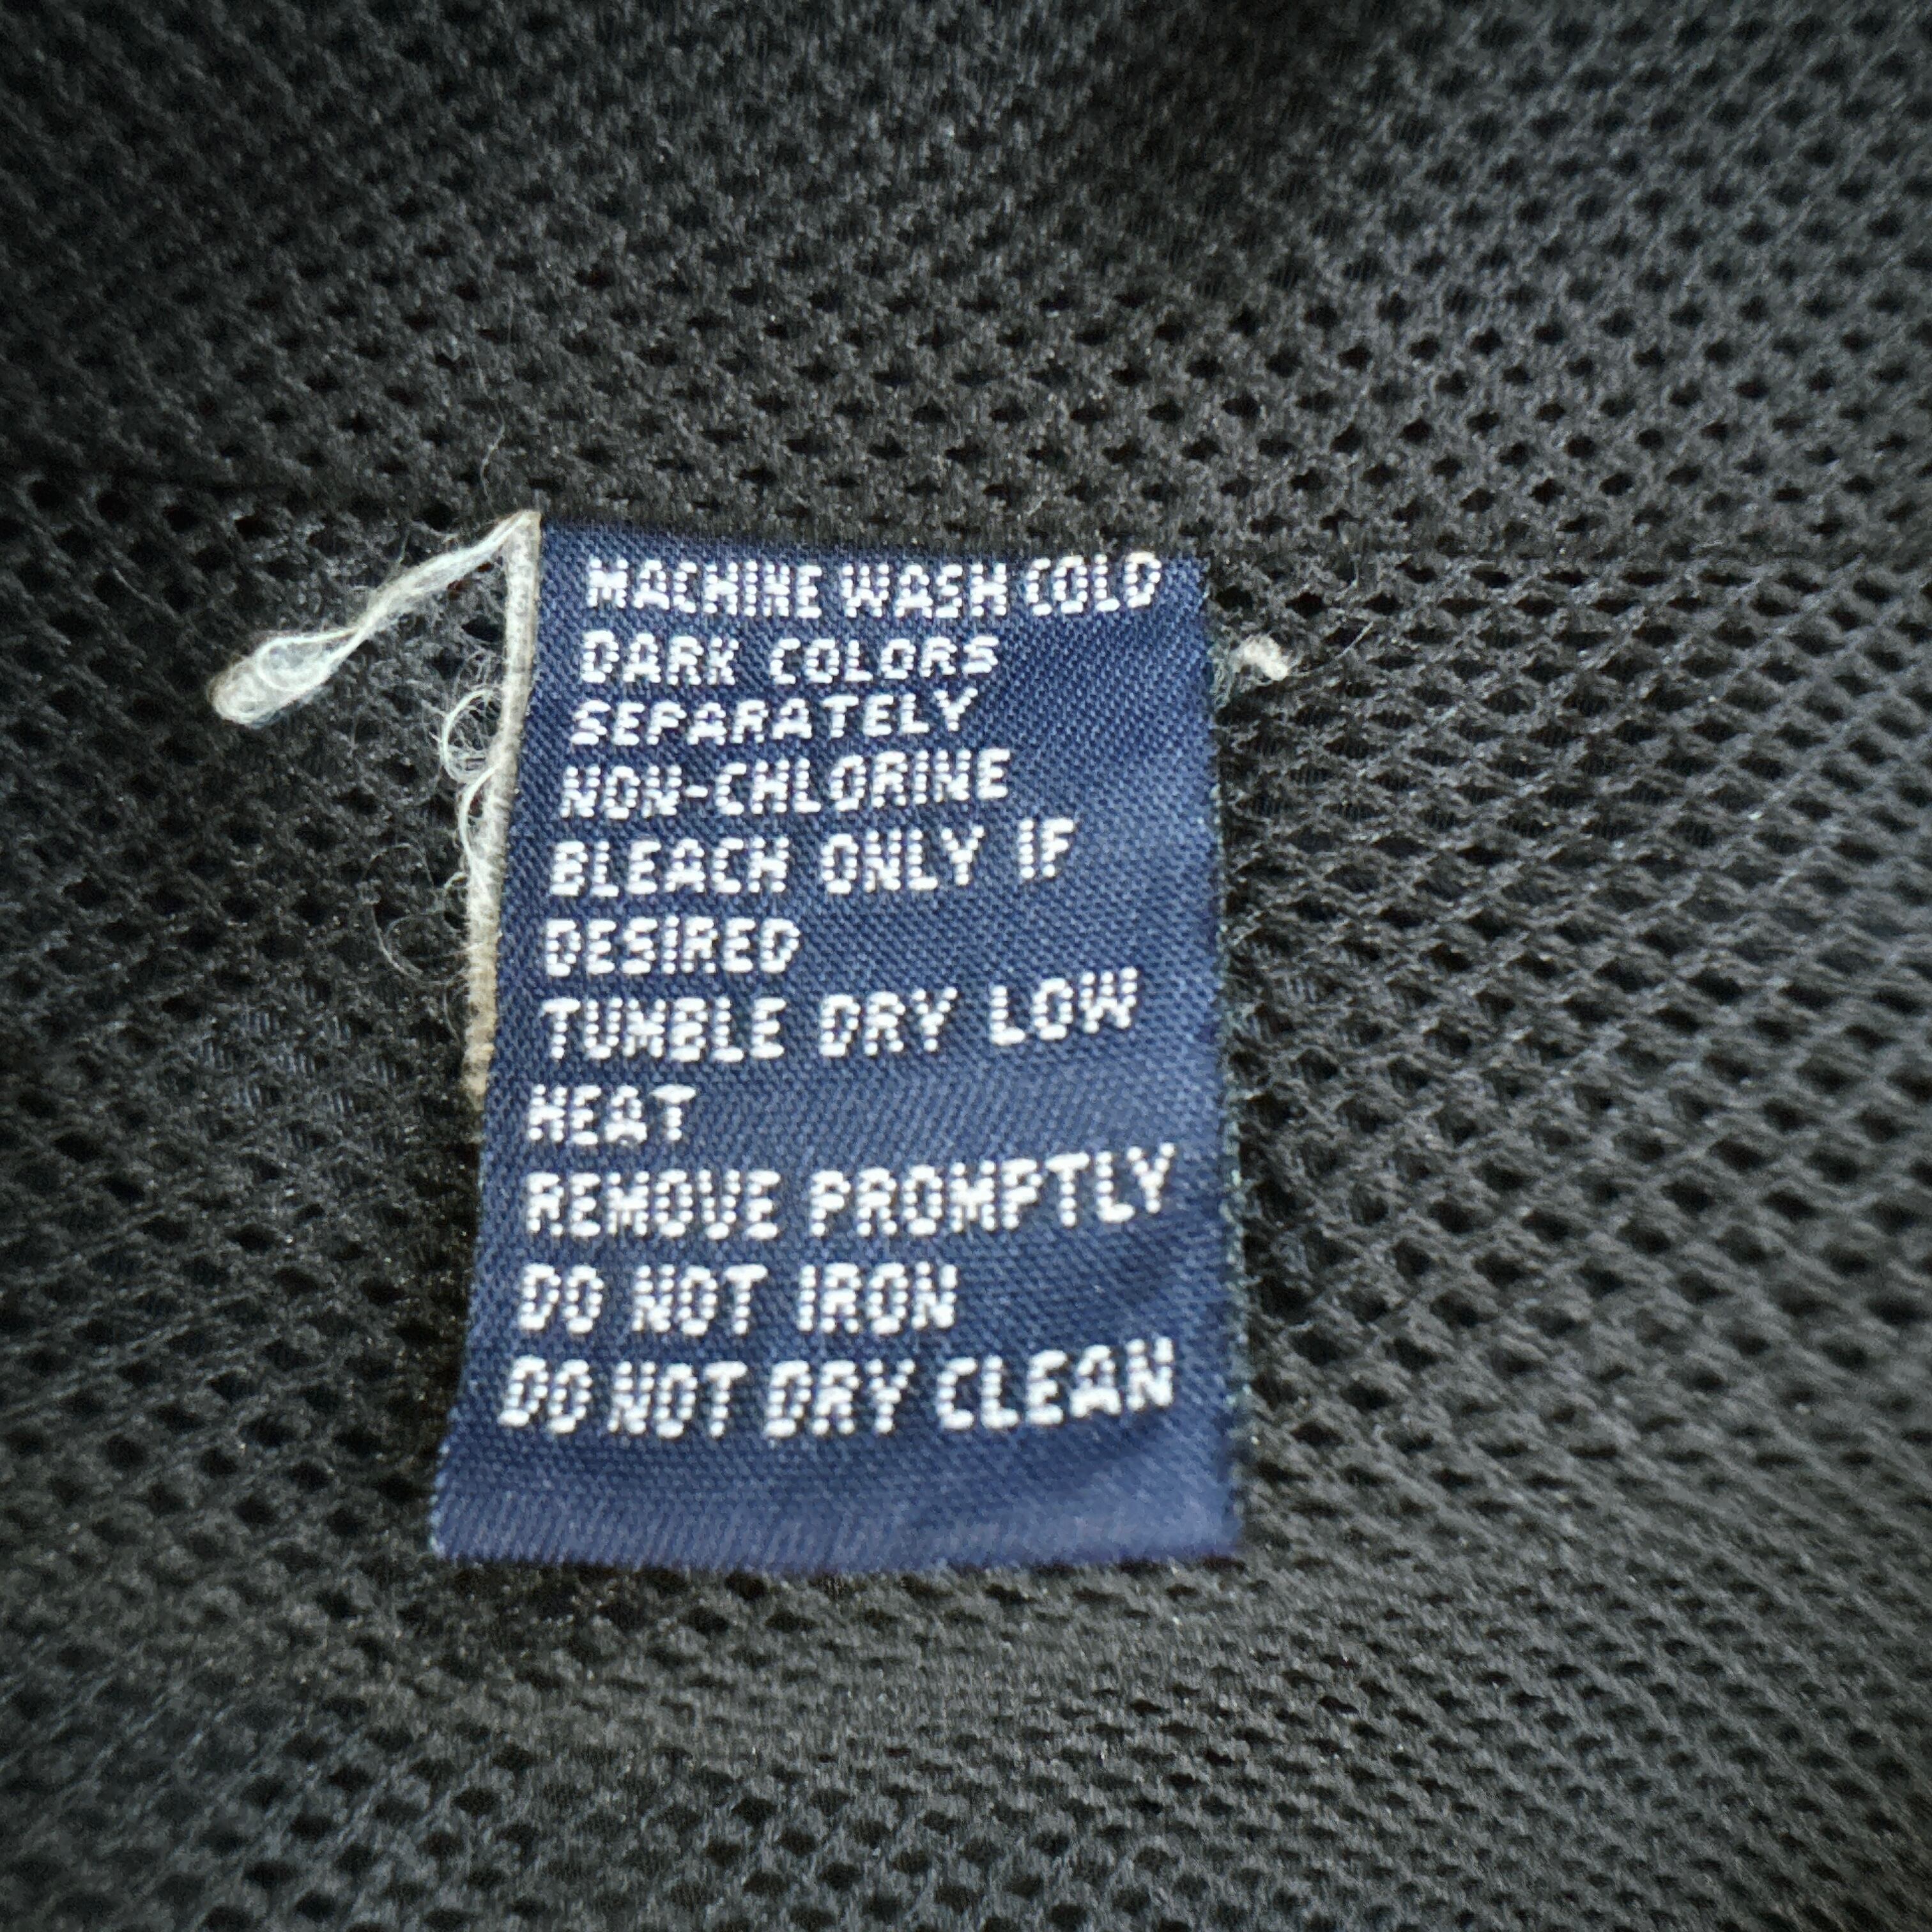 MACHINE WASH COLD
DARK COLORS
SEPARATELY
NON-CHLORINE
BLEACH ONLY IF
DESIRED
TUMBLE DRY LOW
HEAT
REMOVE PROMPTLY
DO NOT IRON
DO NOT DRY CLEAN